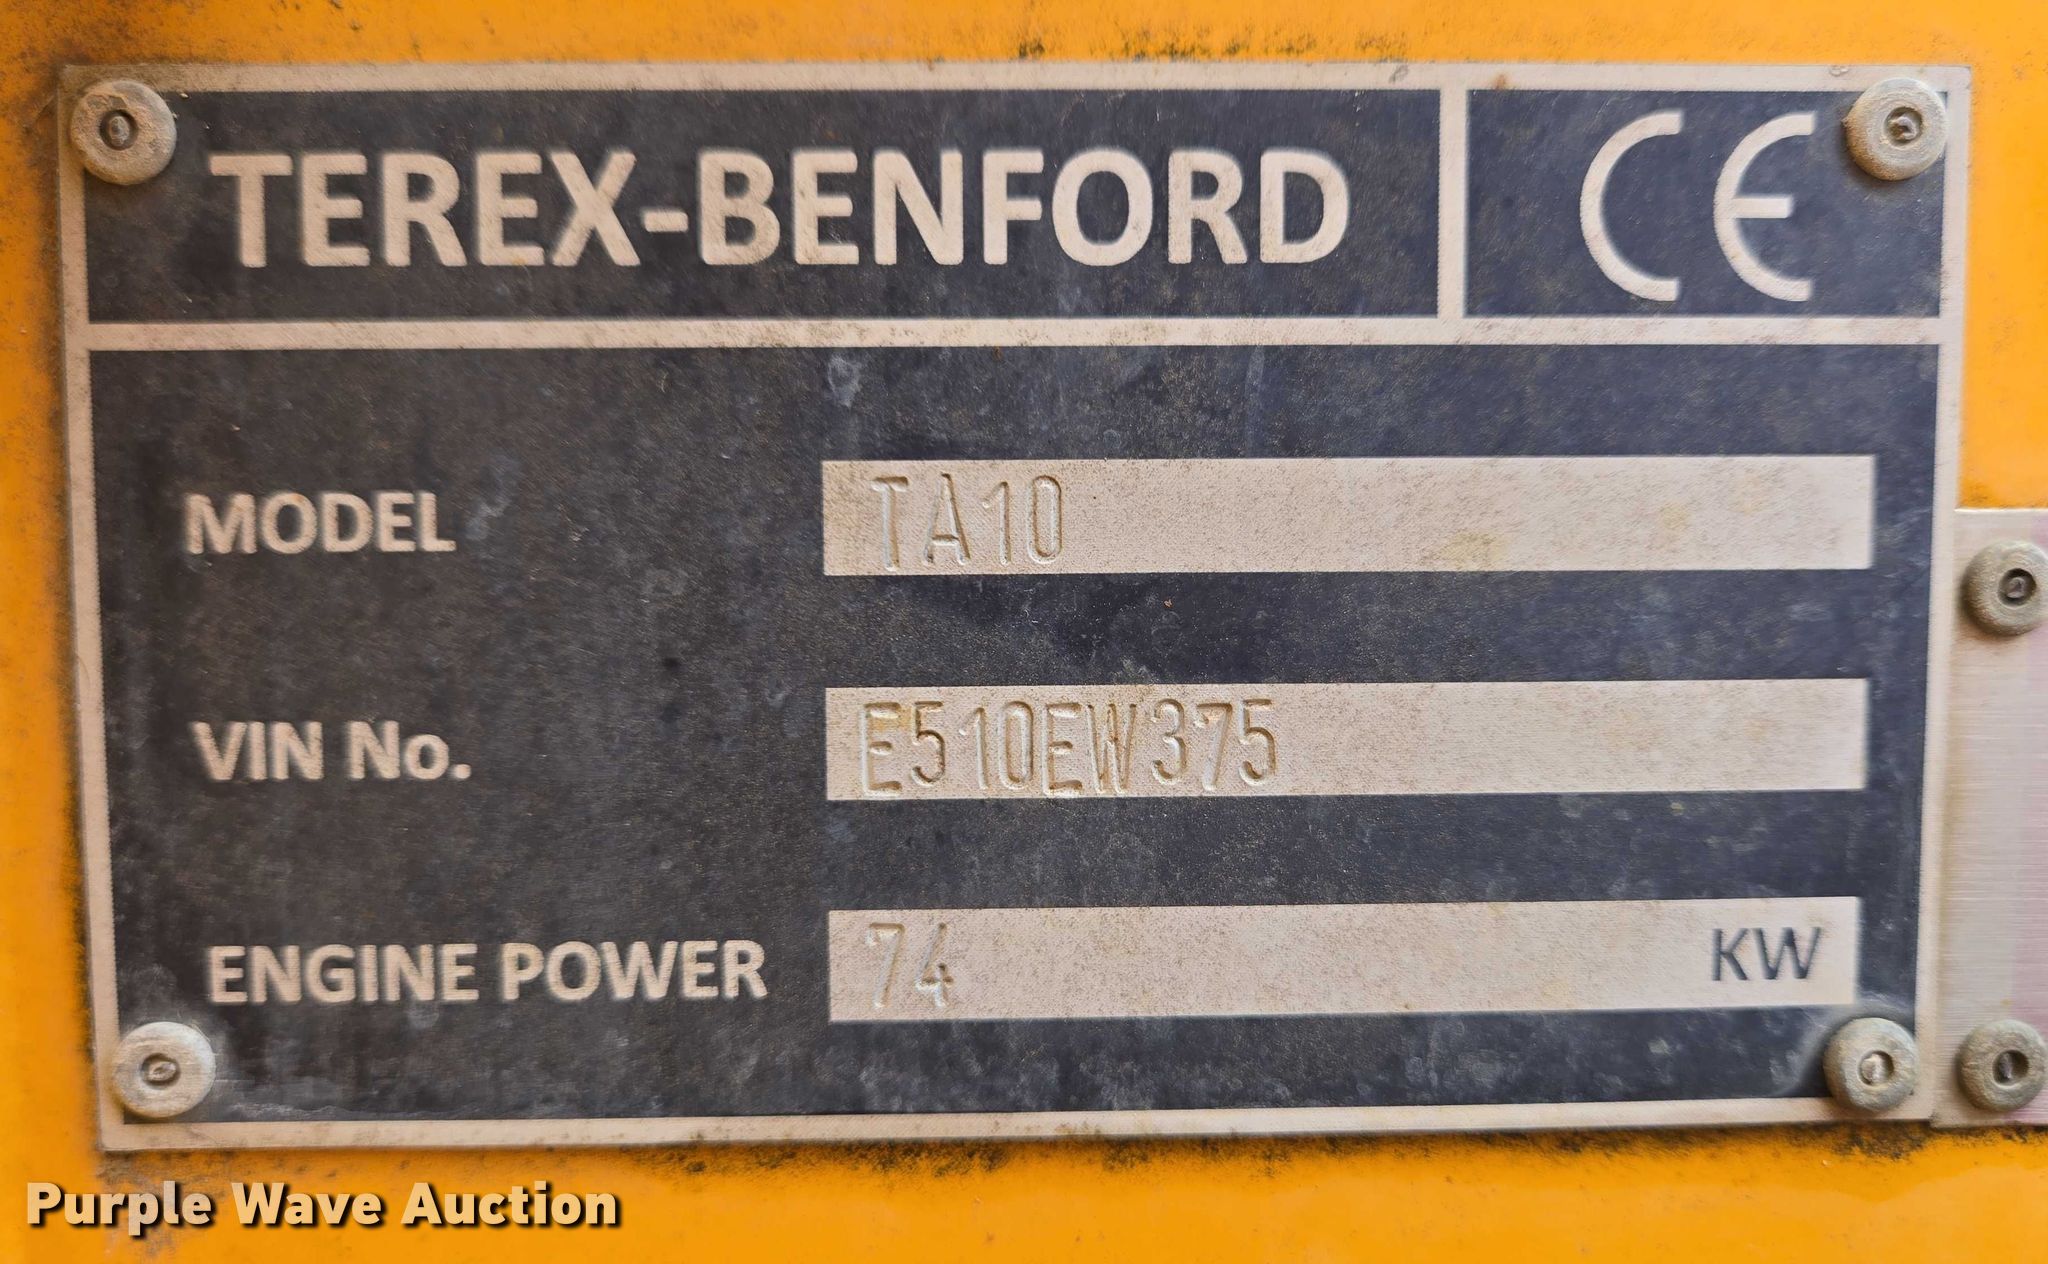 TEREX-BENFORD
CE
MODEL TA10
VIN No. E510EW375
ENGINE POWER 74 KW
Purple Wave Auction